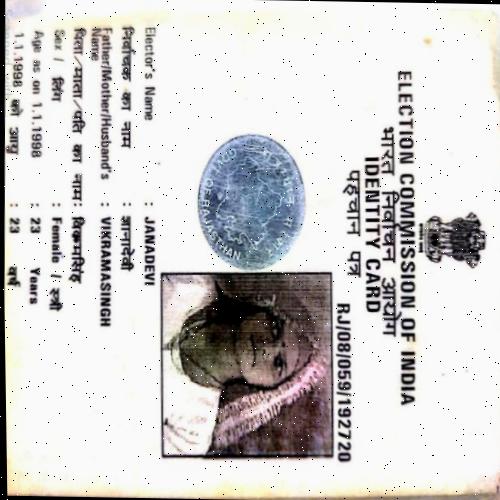 ELECTION COMMISSION OF INDIA
भारत निर्वाचन आयोग
IDENTITY CARD
पहचान पत्र
RJ/08/059/192720
RAJASTHAN
Elector's Name : JANADEVI
निर्वाचक का नाम : जानादेवी
Father/Mother/Husband's Name : VIKRAMASINGH
पिता/माता/पति का नाम : विक्रमसिंह
Sex / लिंग : Female / स्त्री
Age as on 1.1.1998 : 23 Years
1.1.1998 को आयु : 23 वर्ष